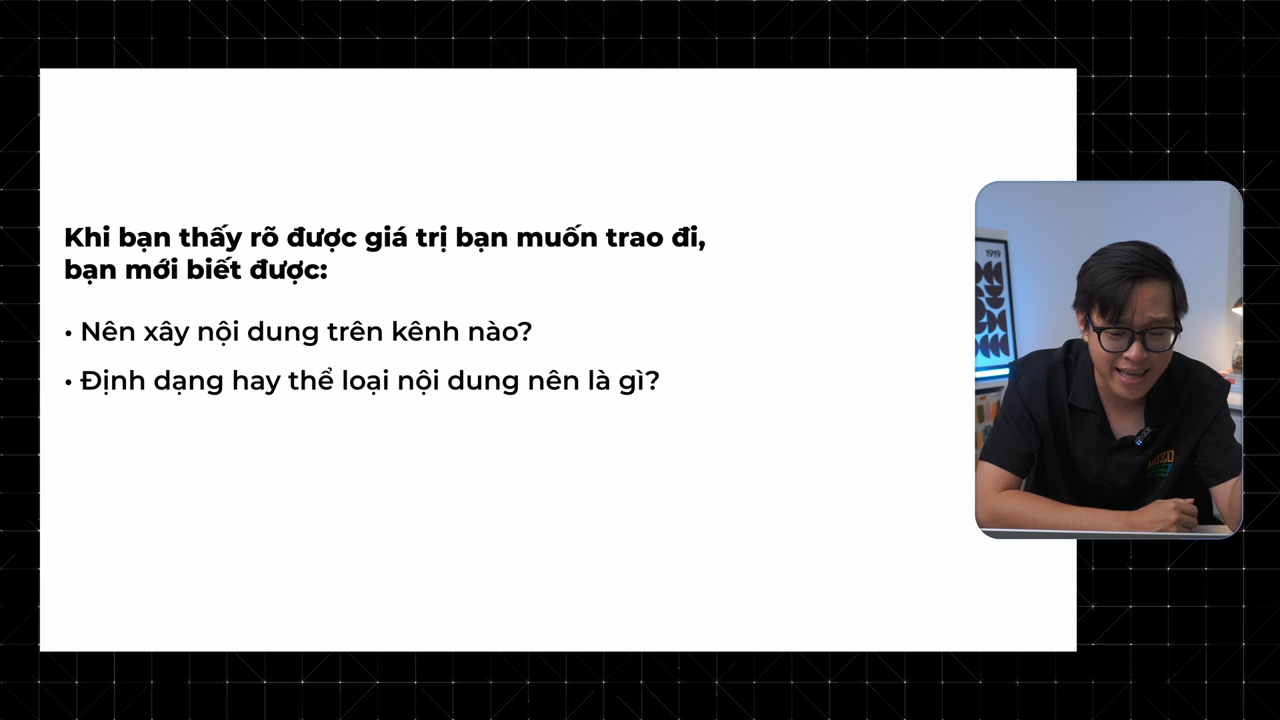 Khi bạn thấy rõ được giá trị bạn muốn trao đi,
bạn mới biết được:
• Nên xây nội dung trên kênh nào?
• Định dạng hay thể loại nội dung nên là gì?
1919